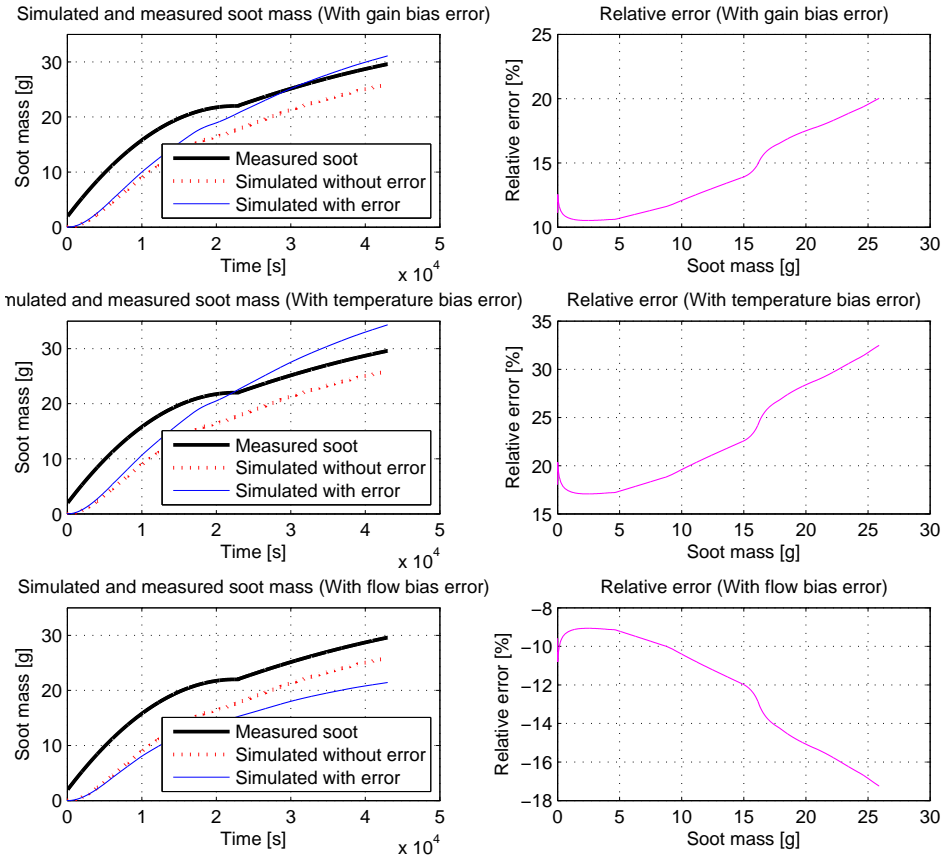 Simulated and measured soot mass (With gain bias error)
Soot mass [g]
30
20
10
0
Measured soot
Simulated without error
Simulated with error
0 1 2 3 4 5
Time [s]
x 10^4
Relative error (With gain bias error)
Relative error [%]
25
20
15
10
0 5 10 15 20 25 30
Soot mass [g]
mulated and measured soot mass (With temperature bias error)
Soot mass [g]
30
20
10
0
Measured soot
Simulated without error
Simulated with error
0 1 2 3 4 5
Time [s]
x 10^4
Relative error (With temperature bias error)
Relative error [%]
35
30
25
20
15
0 5 10 15 20 25 30
Soot mass [g]
Simulated and measured soot mass (With flow bias error)
Soot mass [g]
30
20
10
0
Measured soot
Simulated without error
Simulated with error
0 1 2 3 4 5
Time [s]
x 10^4
Relative error (With flow bias error)
Relative error [%]
−8
−10
−12
−14
−16
−18
0 5 10 15 20 25 30
Soot mass [g]